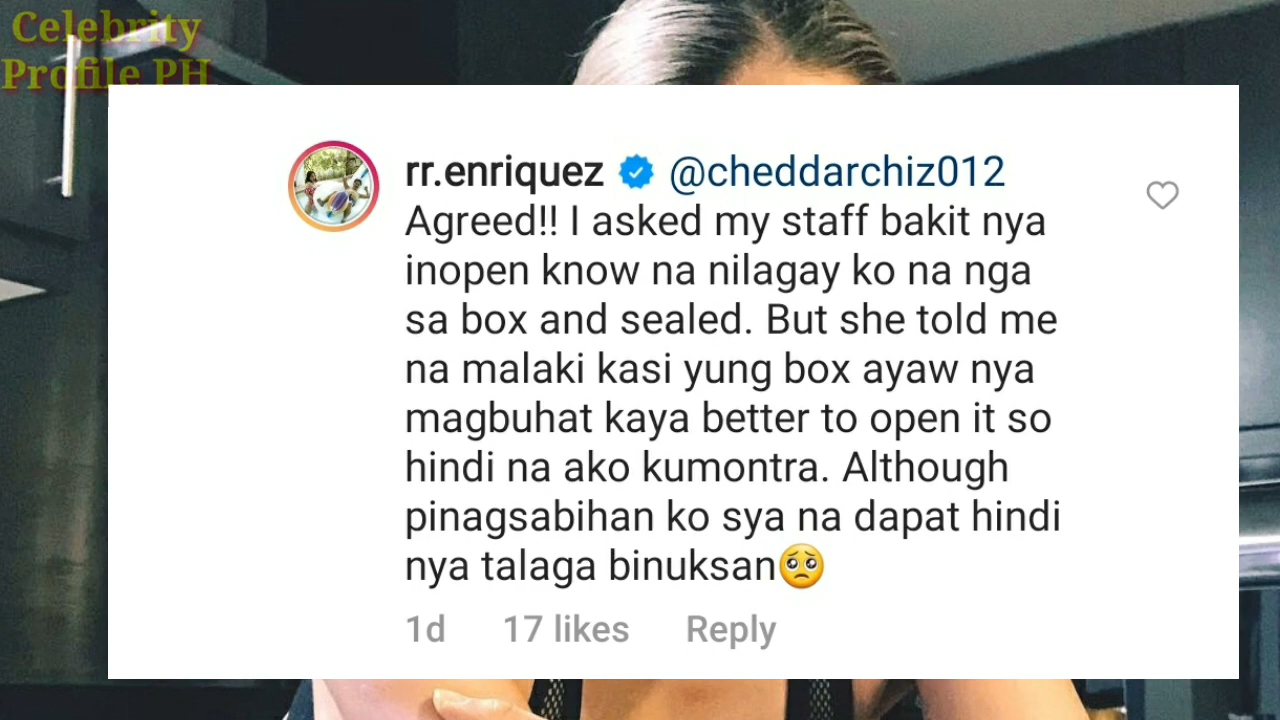 Celebrity
Profile PH
rr.enriquez @cheddarchiz012
Agreed!! I asked my staff bakit nya
inopen know na nilagay ko na nga
sa box and sealed. But she told me
na malaki kasi yung box ayaw nya
magbuhat kaya better to open it so
hindi na ako kumontra. Although
pinagsabihan ko sya na dapat hindi
nya talaga binuksan🥺
1d 17 likes Reply